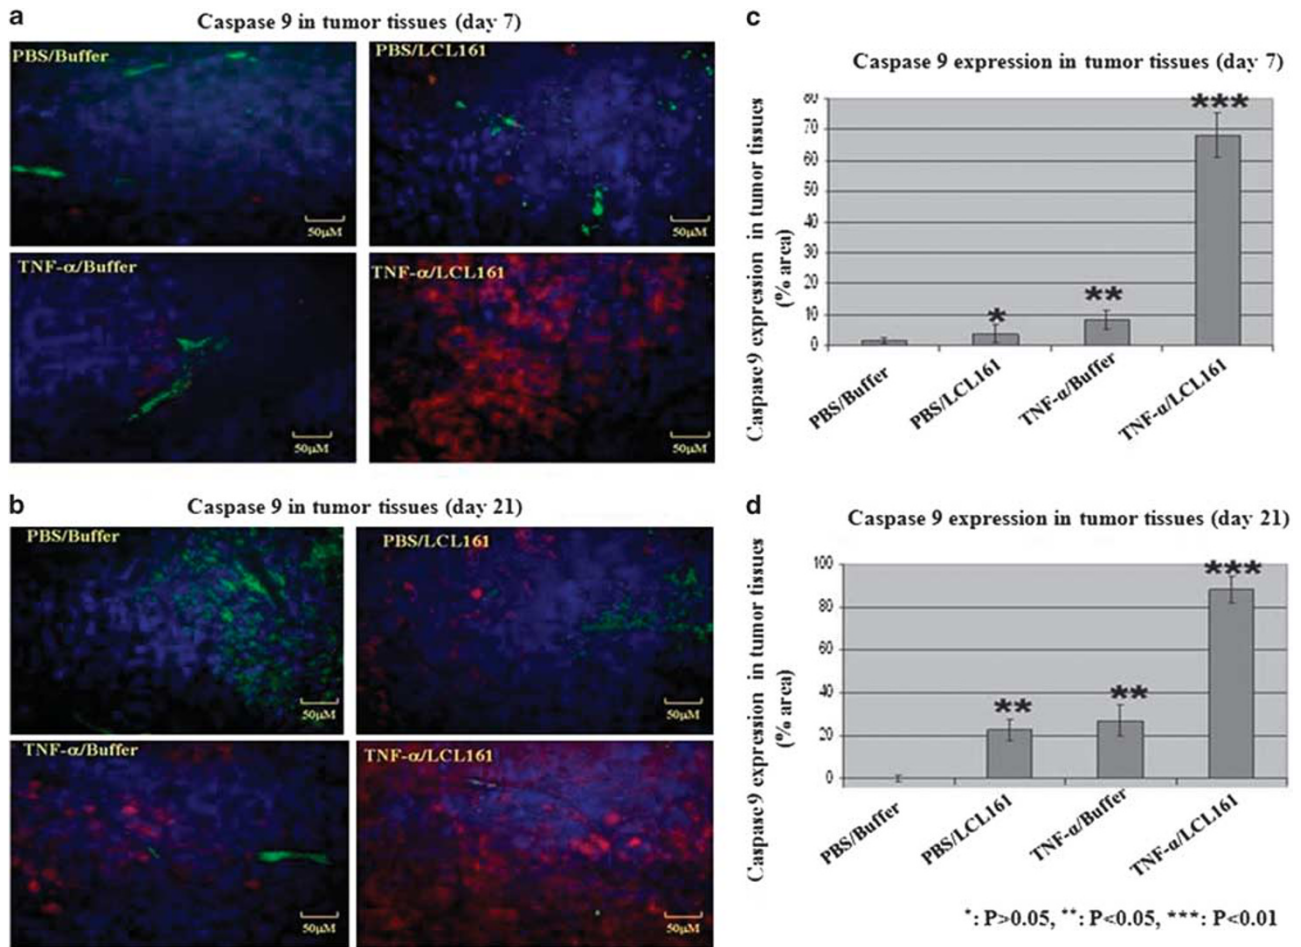 a
Caspase 9 in tumor tissues (day 7)
PBS/Buffer
PBS/LCL161
50µM
50µM
TNF-α/Buffer
TNF-α/LCL161
50µM
50µM
b
Caspase 9 in tumor tissues (day 21)
PBS/Buffer
PBS/LCL161
50µM
50µM
TNF-α/Buffer
TNF-α/LCL161
50µM
50µM
c
Caspase 9 expression in tumor tissues (day 7)
Caspase 9 expression in tumor tissues
(% area)
80
70
60
50
40
30
20
10
0
*
**
***
PBS/Buffer
PBS/LCL161
TNF-α/Buffer
TNF-α/LCL161
d
Caspase 9 expression in tumor tissues (day 21)
Caspase 9 expression in tumor tissues
(% area)
100
80
60
40
20
0
**
**
***
PBS/Buffer
PBS/LCL161
TNF-α/Buffer
TNF-α/LCL161
*: P>0.05, **: P<0.05, ***: P<0.01